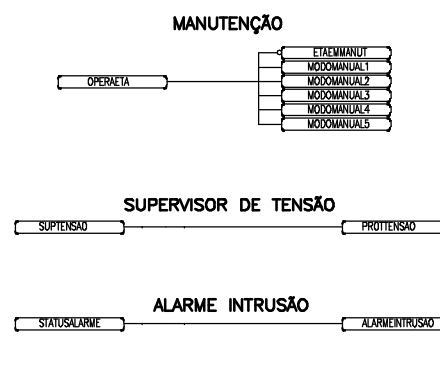 MANUTENÇÃO
ETAEMMANUT
MODOMANUAL1
OPERAETA MODOMANUAL2
MODOMANUAL3
MODOMANUAL4
MODOMANUAL5
SUPERVISOR DE TENSÃO
SUPTENSAO PROTTENSAO
ALARME INTRUSÃO
STATUSALARME ALARMEINTRUSAO